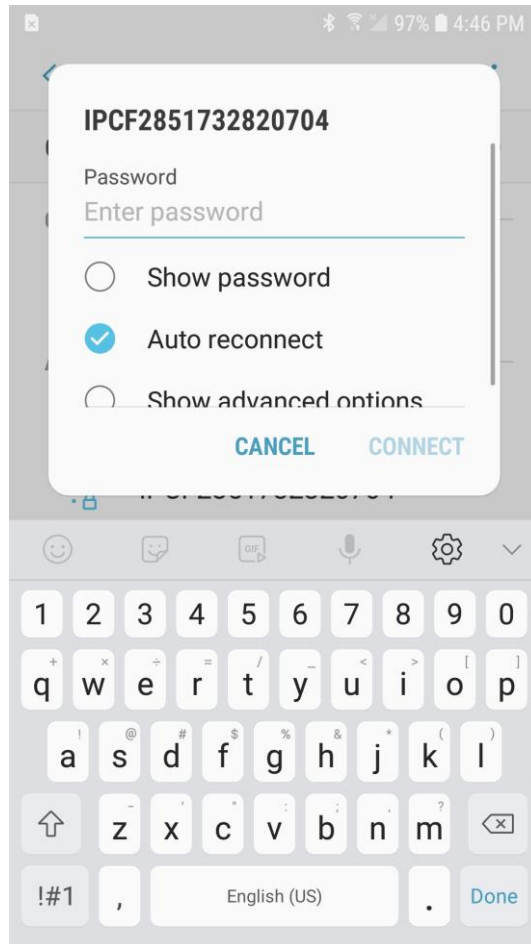 97% 4:46 PM
IPCF2851732820704
Password
Enter password
Show password
Auto reconnect
Show advanced options
CANCEL CONNECT
GIF
1 2 3 4 5 6 7 8 9 0
+ × ÷ = / _ < > [ ]
q w e r t y u i o p
! @ # $ % & * ( )
a s d f g h j k l
- ' " : ; , ?
z x c v b n m
!#1 , English (US) . Done